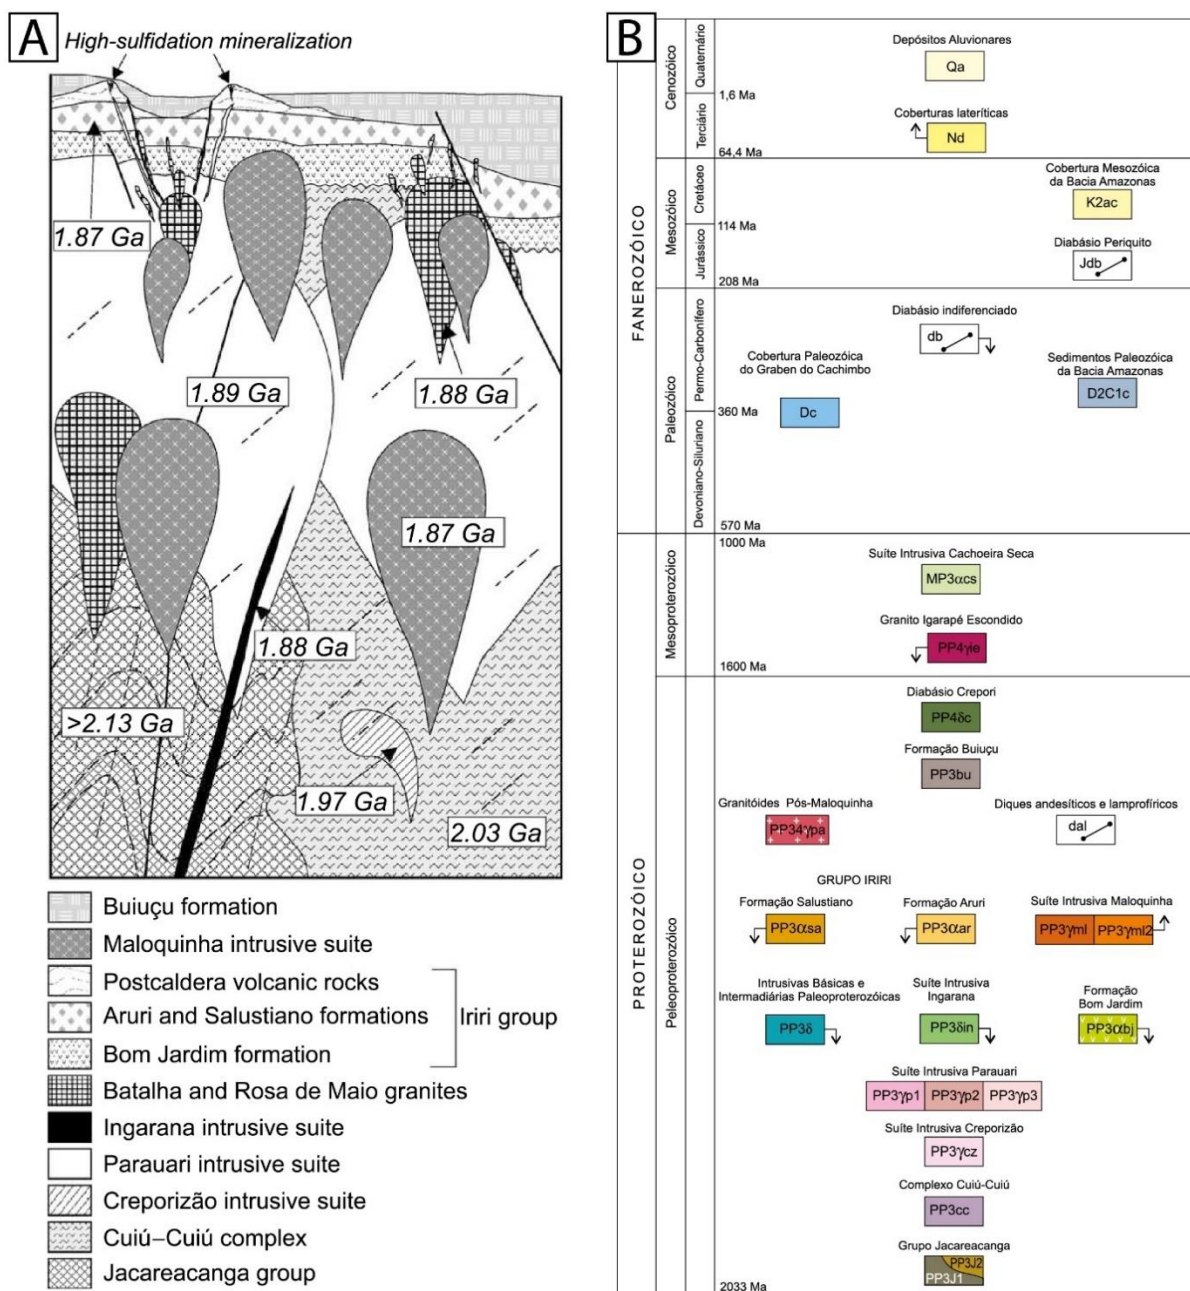 A
High-sulfidation mineralization
1.87 Ga
1.89 Ga
1.88 Ga
1.87 Ga
1.88 Ga
>2.13 Ga
1.97 Ga
2.03 Ga
Buiuçu formation
Maloquinha intrusive suite
Postcaldera volcanic rocks
Aruri and Salustiano formations
Iriri group
Bom Jardim formation
Batalha and Rosa de Maio granites
Ingarana intrusive suite
Parauari intrusive suite
Creporizão intrusive suite
Cuiú–Cuiú complex
Jacareacanga group
B
FANEROZÓICO
Cenozóico
Quaternário
Depósitos Aluvionares
Qa
1,6 Ma
Terciário
Coberturas lateríticas
Nd
64,4 Ma
Mesozóico
Cretáceo
Cobertura Mesozóica
da Bacia Amazonas
K2ac
114 Ma
Jurássico
Diabásio Periquito
Jdb
208 Ma
Paleozóico
Permo-Carbonífero
Diabásio indiferenciado
db
Cobertura Paleozóica
do Graben do Cachimbo
Dc
Sedimentos Paleozóica
da Bacia Amazonas
D2C1c
360 Ma
Devoniano-Siluriano
570 Ma
PROTEROZÓICO
Mesoproterozóico
1000 Ma
Suíte Intrusiva Cachoeira Seca
MP3αcs
Granito Igarapé Escondido
PP4γie
1600 Ma
Peleoproterozóico
Diabásio Crepori
PP4δc
Formação Buiuçu
PP3bu
Granitóides Pós-Maloquinha
PP34γpa
Diques andesíticos e lamprofíricos
dal
GRUPO IRIRI
Formação Salustiano
PP3αsa
Formação Aruri
PP3αar
Suíte Intrusiva Maloquinha
PP3γml PP3γml2
Intrusivas Básicas e
Intermadiárias Paleoproterozóicas
PP3δ
Suíte Intrusiva
Ingarana
PP3δin
Formação
Bom Jardim
PP3αbj
Suíte Intrusiva Parauari
PP3γp1 PP3γp2 PP3γp3
Suíte Intrusiva Creporizão
PP3γcz
Complexo Cuiú-Cuiú
PP3cc
Grupo Jacareacanga
PP3J2
PP3J1
2033 Ma